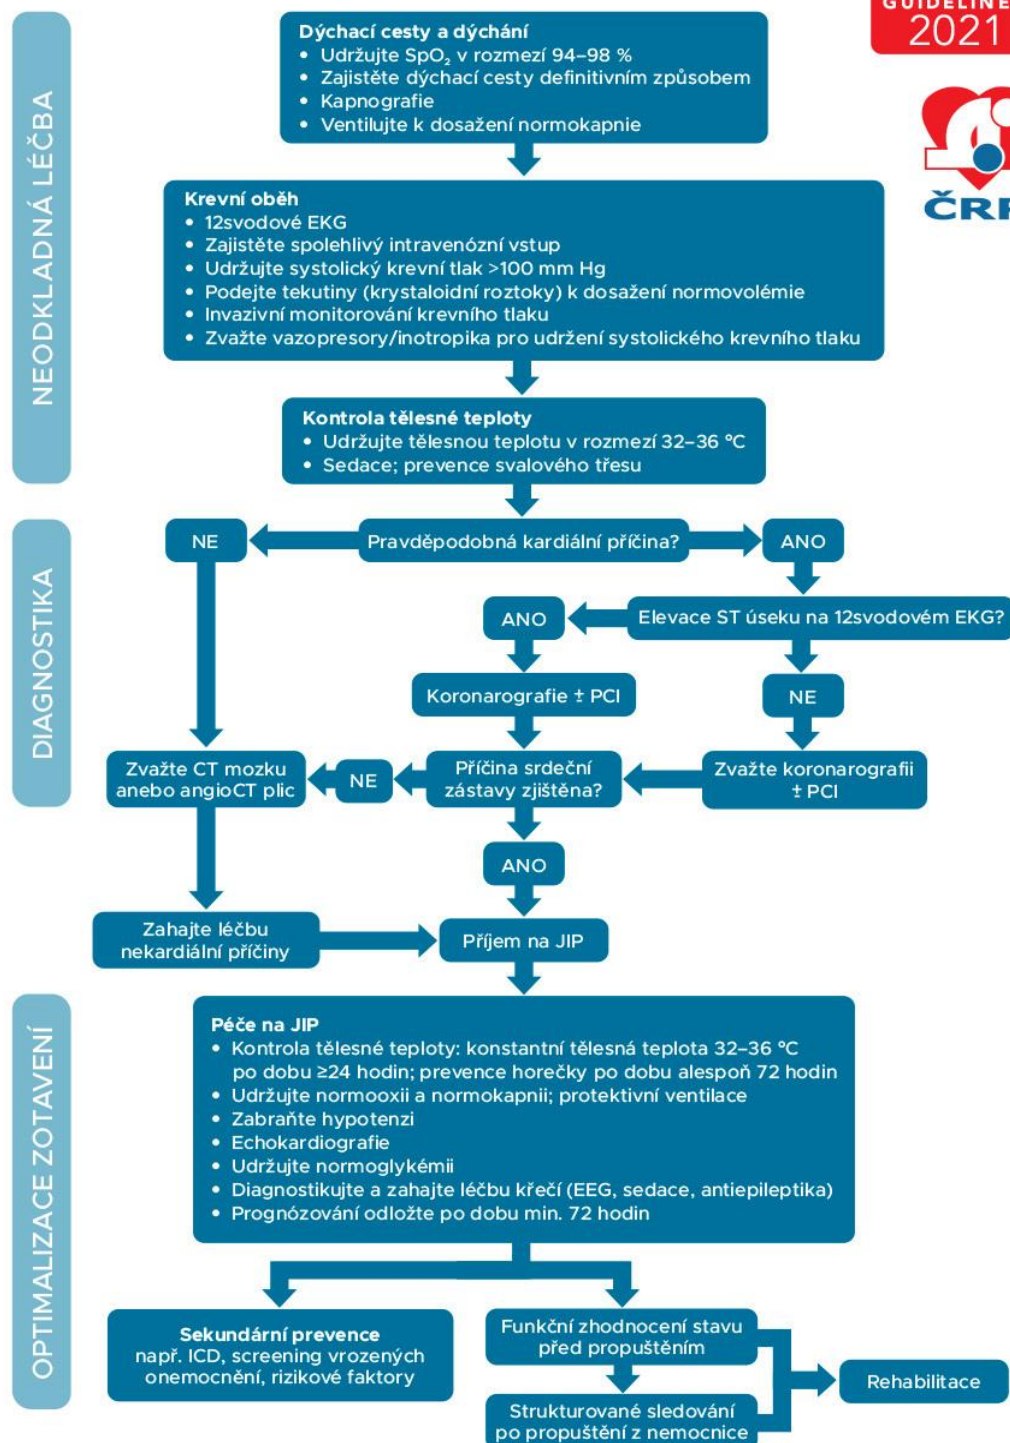 GUIDELINE
2021
ČR
NEODKLADNÁ LÉČBA
Dýchací cesty a dýchání
• Udržujte SpO₂ v rozmezí 94–98 %
• Zajistěte dýchací cesty definitivním způsobem
• Kapnografie
• Ventilujte k dosažení normokapnie
Krevní oběh
• 12svodové EKG
• Zajistěte spolehlivý intravenózní vstup
• Udržujte systolický krevní tlak >100 mm Hg
• Podejte tekutiny (krystaloidní roztoky) k dosažení normovolémie
• Invazivní monitorování krevního tlaku
• Zvažte vazopresory/inotropika pro udržení systolického krevního tlaku
Kontrola tělesné teploty
• Udržujte tělesnou teplotu v rozmezí 32–36 °C
• Sedace; prevence svalového třesu
DIAGNOSTIKA
NE
Pravděpodobná kardiální příčina?
ANO
ANO
Elevace ST úseku na 12svodovém EKG?
Koronarografie ± PCI
NE
Zvažte CT mozku
anebo angioCT plic
NE
Příčina srdeční
zástavy zjištěna?
Zvažte koronarografii
± PCI
ANO
Zahajte léčbu
nekardiální příčiny
Příjem na JIP
OPTIMALIZACE ZOTAVENÍ
Péče na JIP
• Kontrola tělesné teploty: konstantní tělesná teplota 32–36 °C
po dobu ≥24 hodin; prevence horečky po dobu alespoň 72 hodin
• Udržujte normooxii a normokapnii; protektivní ventilace
• Zabraňte hypotenzi
• Echokardiografie
• Udržujte normoglykémii
• Diagnostikujte a zahajte léčbu křečí (EEG, sedace, antiepileptika)
• Prognózování odložte po dobu min. 72 hodin
Sekundární prevence
např. ICD, screening vrozených
onemocnění, rizikové faktory
Funkční zhodnocení stavu
před propuštěním
Strukturované sledování
po propuštění z nemocnice
Rehabilitace